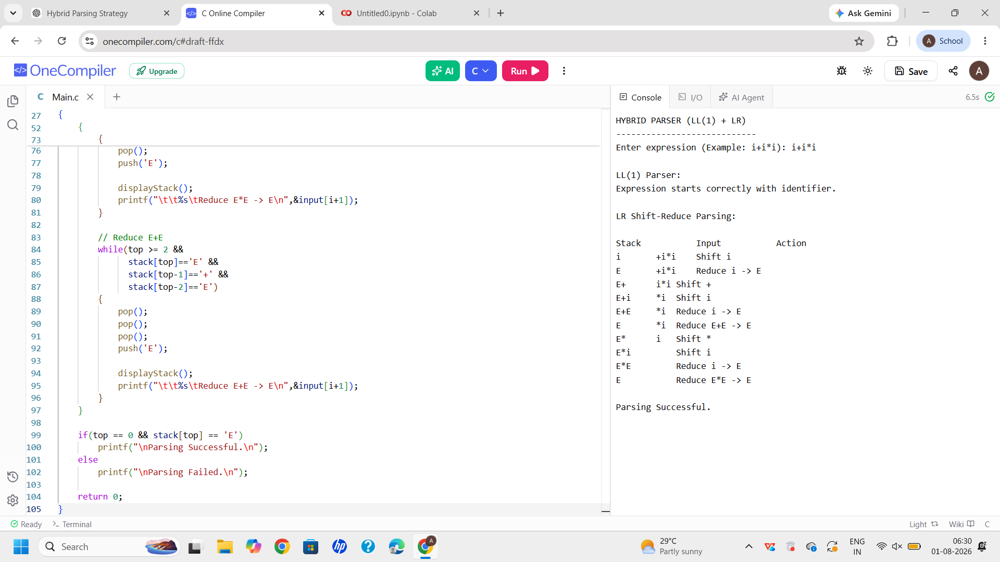 Hybrid Parsing Strategy
C Online Compiler
Untitled0.ipynb - Colab
Ask Gemini
onecompiler.com/c#draft-ffdx
A School
</> OneCompiler
Upgrade
AI
C
Run
Save
A
C Main.c
Console
I/O
AI Agent
6.5s
27 {
52 {
73 {
76 pop();
77 push('E');
78
79 displayStack();
80 printf("\t\t%s\tReduce E*E -> E\n",&input[i+1]);
81 }
82
83 // Reduce E+E
84 while(top >= 2 &&
85 stack[top]=='E' &&
86 stack[top-1]=='+' &&
87 stack[top-2]=='E')
88 {
89 pop();
90 pop();
91 pop();
92 push('E');
93
94 displayStack();
95 printf("\t\t%s\tReduce E+E -> E\n",&input[i+1]);
96 }
97 }
98
99 if(top == 0 && stack[top] == 'E')
100 printf("\nParsing Successful.\n");
101 else
102 printf("\nParsing Failed.\n");
103
104 return 0;
105 }
HYBRID PARSER (LL(1) + LR)
----------------------------
Enter expression (Example: i+i*i): i+i*i
LL(1) Parser:
Expression starts correctly with identifier.
LR Shift-Reduce Parsing:
Stack Input Action
i +i*i Shift i
E +i*i Reduce i -> E
E+ i*i Shift +
E+i *i Shift i
E+E *i Reduce i -> E
E *i Reduce E+E -> E
E* i Shift *
E*i Shift i
E*E Reduce i -> E
E Reduce E*E -> E
Parsing Successful.
Ready
Terminal
Light
Wiki
C
Search
29°C
Partly sunny
ENG
IN
06:30
01-08-2026